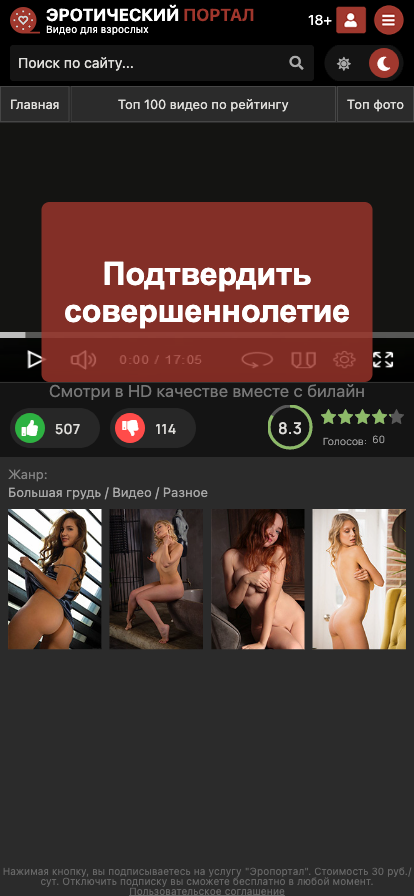 ЭРОТИЧЕСКИЙ ПОРТАЛ
Видео для взрослых
18+
Поиск по сайту...
Главная
Топ 100 видео по рейтингу
Топ фото
Подтвердить
совершеннолетие
0:00 / 17:05
Смотри в HD качестве вместе с билайн
507
114
8.3
Голосов: 60
Жанр:
Большая грудь / Видео / Разное
Нажимая кнопку, вы подписываетесь на услугу "Эропортал". Стоимость 30 руб./
сут. Отключить подписку вы сможете бесплатно в любой момент.
Пользовательское соглашение